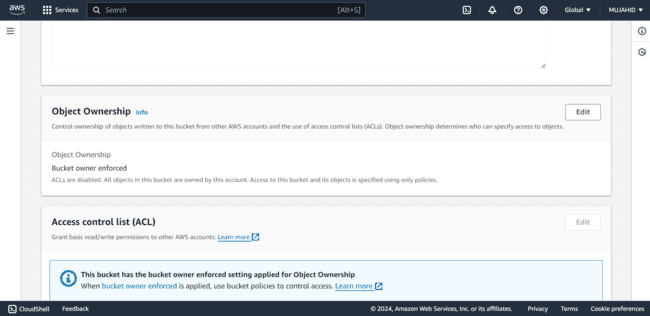 aws Services Search [Alt+S] Global ▼ MUJAHID ▼
Object Ownership Info Edit
Control ownership of objects written to this bucket from other AWS accounts and the use of access control lists (ACLs). Object ownership determines who can specify access to objects.
Object Ownership
Bucket owner enforced
ACLs are disabled. All objects in this bucket are owned by this account. Access to this bucket and its objects is specified using only policies.
Access control list (ACL) Edit
Grant basic read/write permissions to other AWS accounts. Learn more
This bucket has the bucket owner enforced setting applied for Object Ownership
When bucket owner enforced is applied, use bucket policies to control access. Learn more
CloudShell Feedback © 2024, Amazon Web Services, Inc. or its affiliates. Privacy Terms Cookie preferences